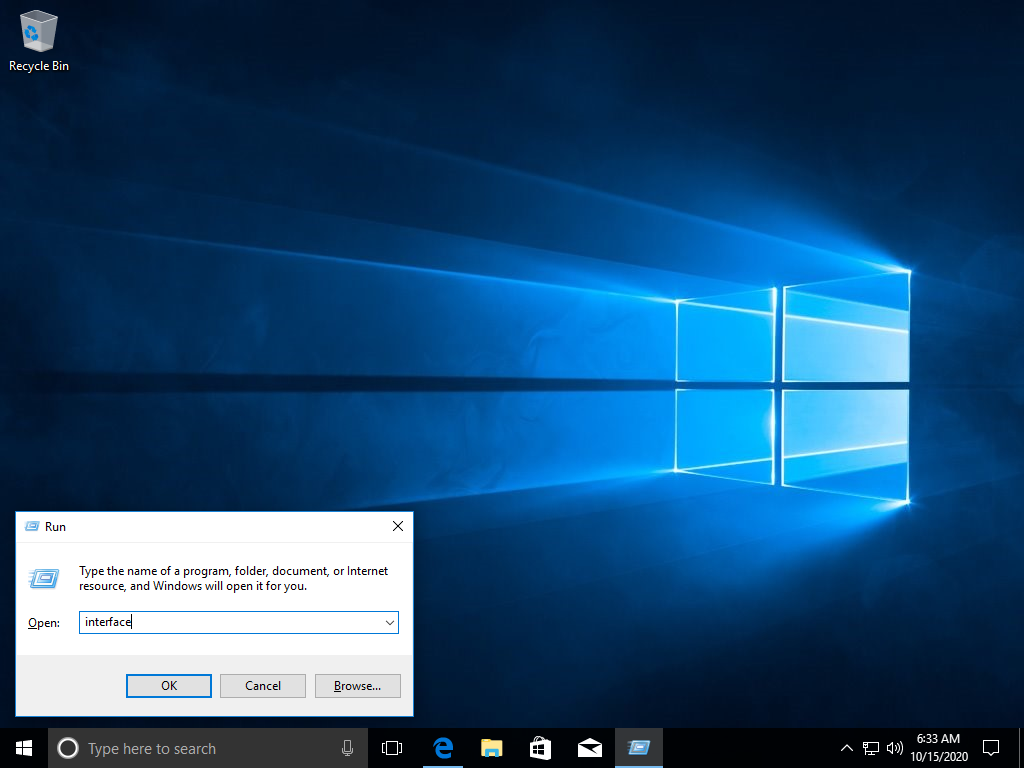 Recycle Bin
Run
Type the name of a program, folder, document, or Internet
resource, and Windows will open it for you.
Open:
interface
OK
Cancel
Browse...
Type here to search
6:33 AM
10/15/2020